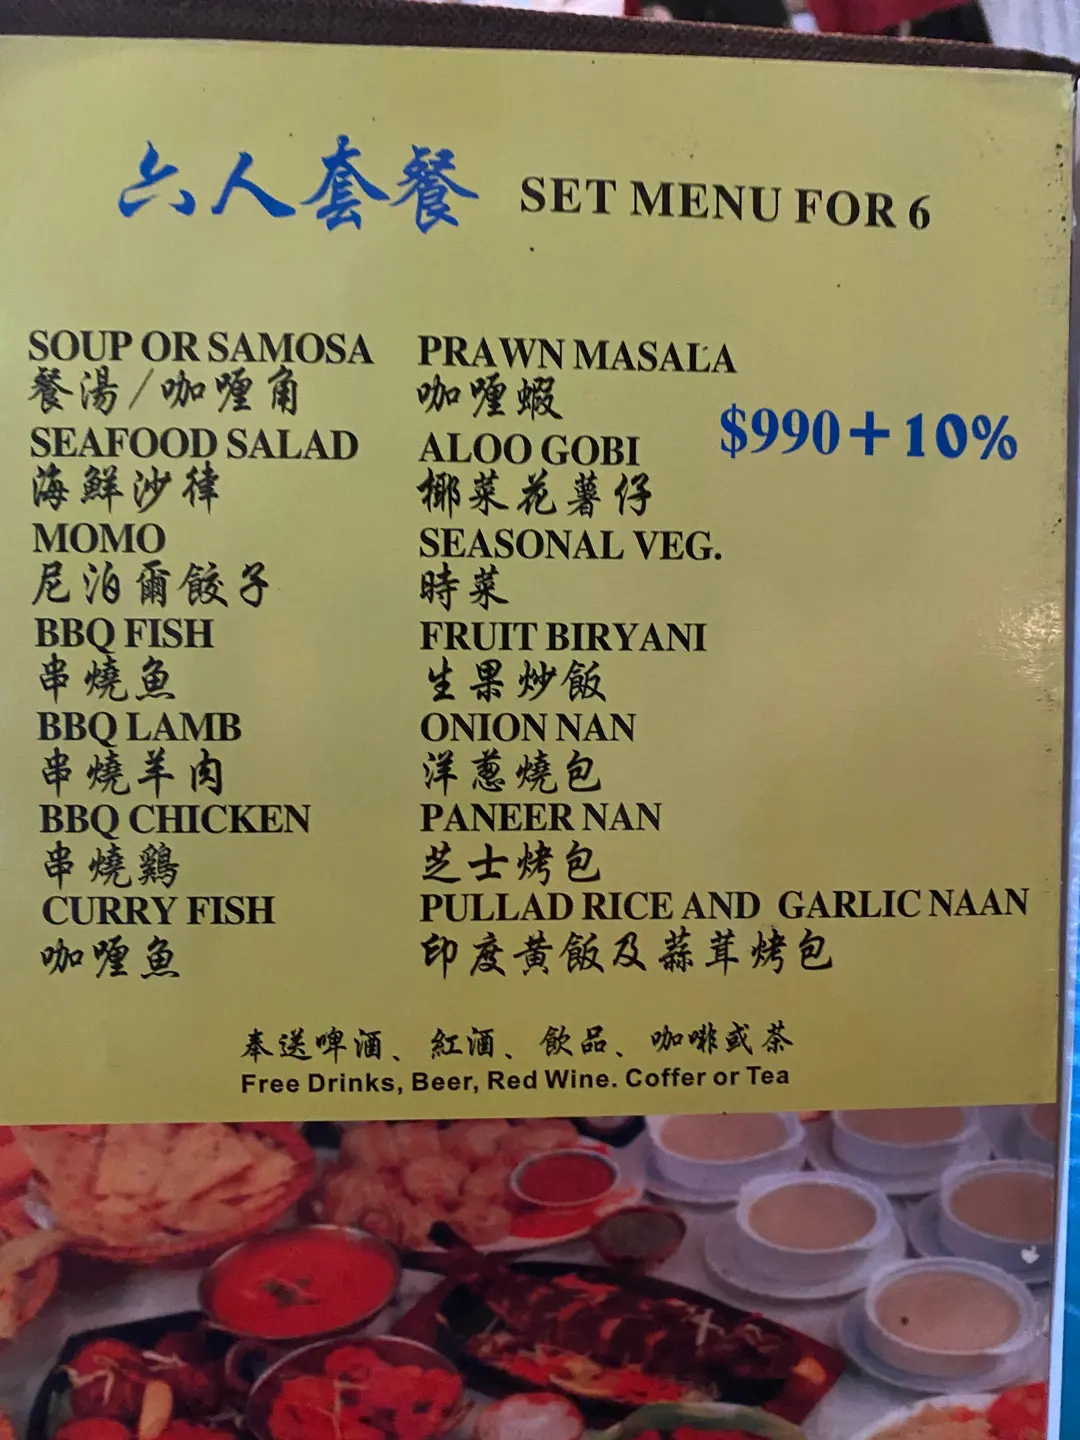 六人套餐 SET MENU FOR 6
SOUP OR SAMOSA
餐湯/咖喱角
SEAFOOD SALAD
海鮮沙律
MOMO
尼泊爾餃子
BBQ FISH
串燒魚
BBQ LAMB
串燒羊肉
BBQ CHICKEN
串燒鷄
CURRY FISH
咖喱魚
PRAWN MASALA
咖喱蝦
$990+10%
ALOO GOBI
椰菜花薯仔
SEASONAL VEG.
時菜
FRUIT BIRYANI
生果炒飯
ONION NAN
洋蔥燒包
PANEER NAN
芝士烤包
PULLAD RICE AND GARLIC NAAN
印度黃飯及蒜茸烤包
奉送啤酒、紅酒、飲品、咖啡或茶
Free Drinks, Beer, Red Wine. Coffer or Tea